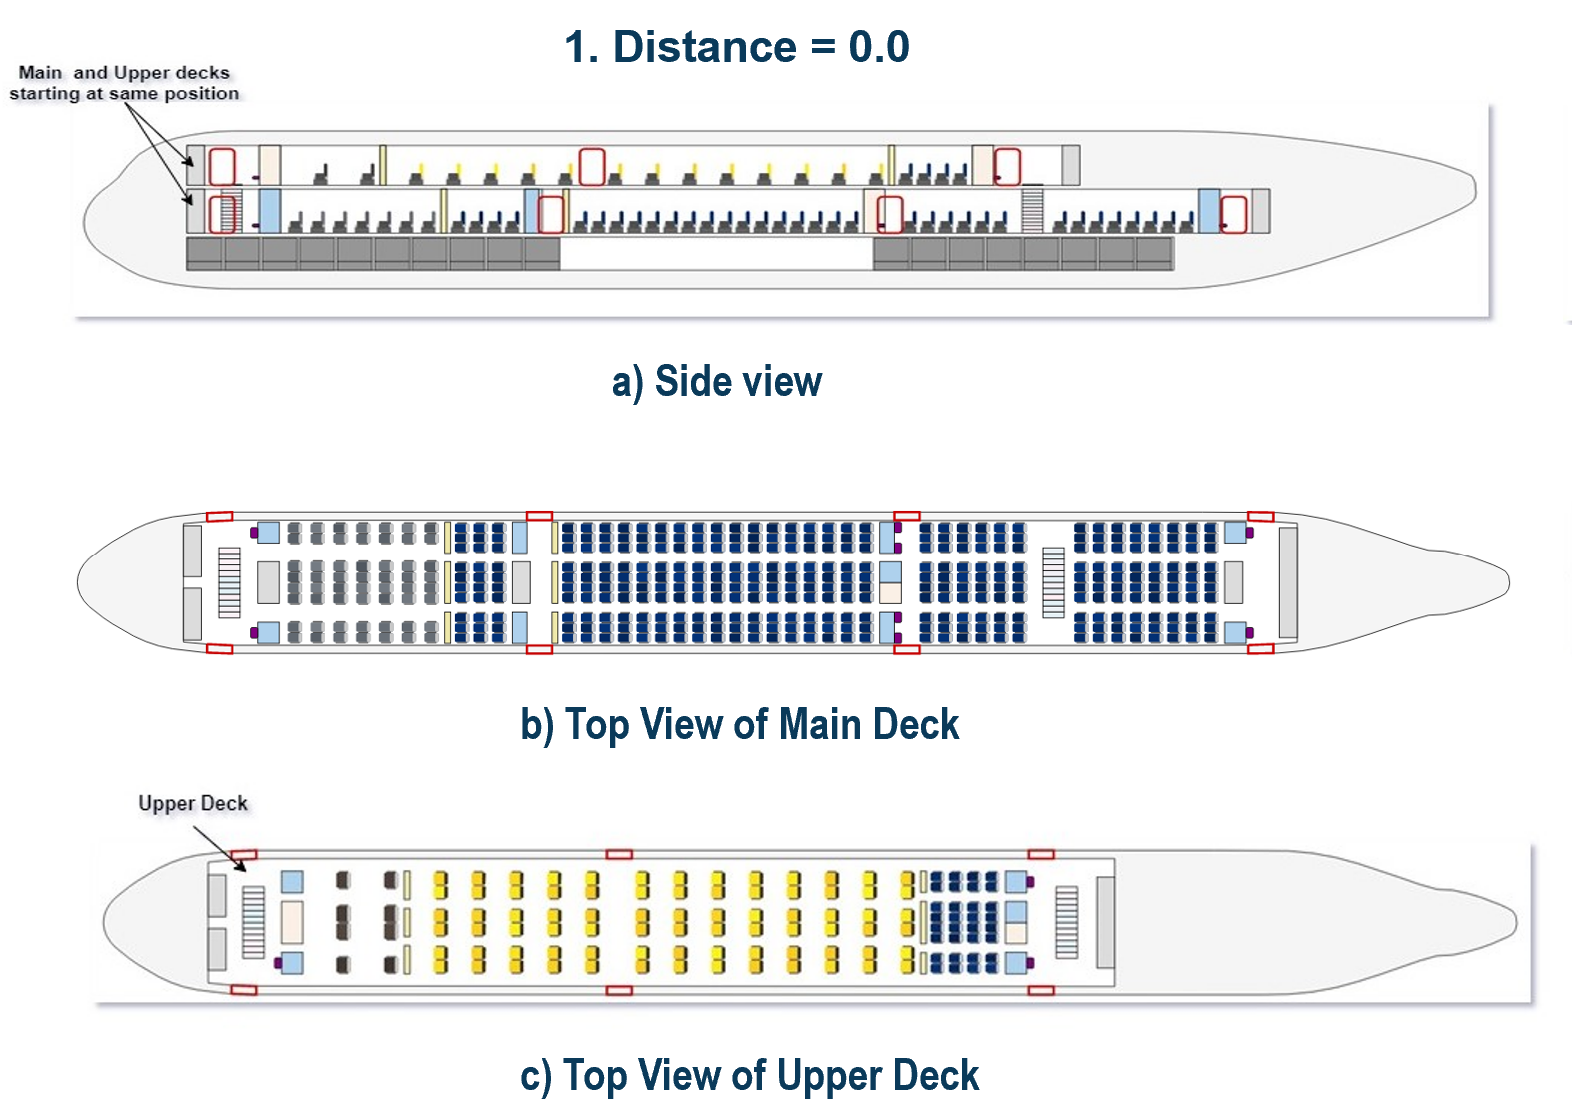 1. Distance = 0.0
Main and Upper decks
starting at same position
a) Side view
b) Top View of Main Deck
Upper Deck
c) Top View of Upper Deck